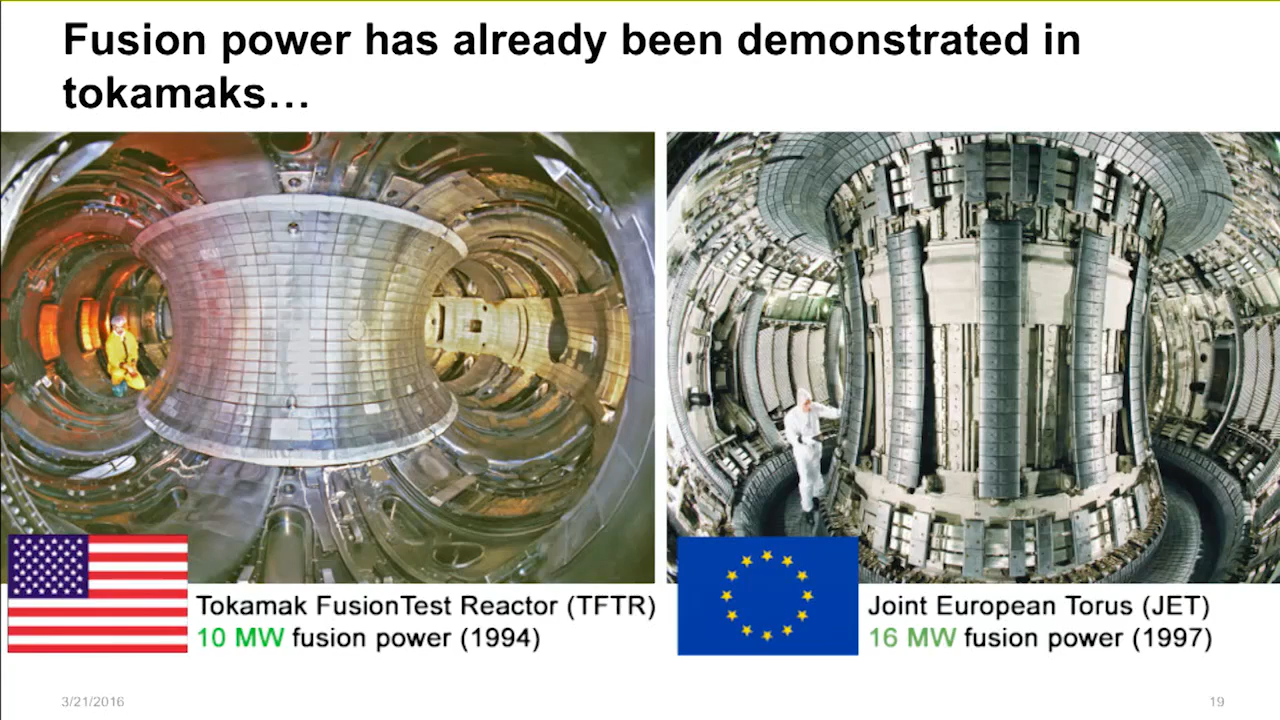 Fusion power has already been demonstrated in
tokamaks…
Tokamak FusionTest Reactor (TFTR)
10 MW fusion power (1994)
Joint European Torus (JET)
16 MW fusion power (1997)
3/21/2016
19